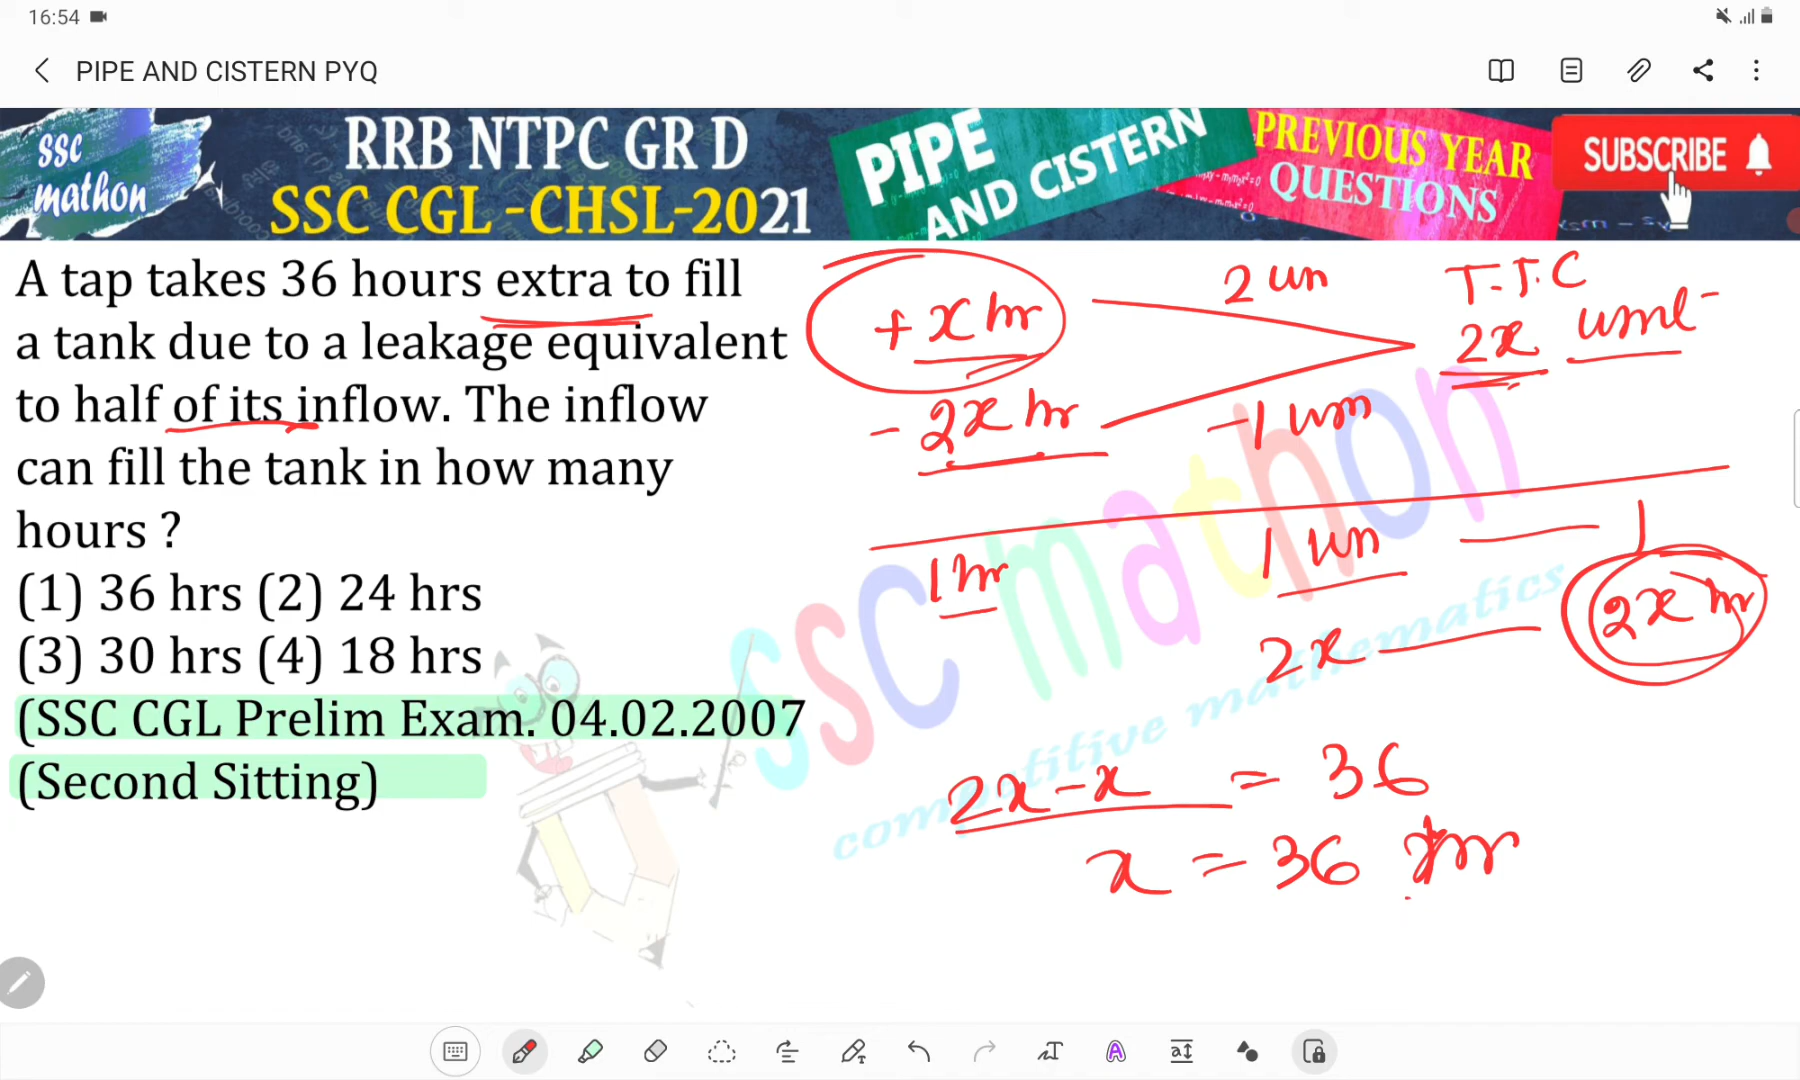 16:54
PIPE AND CISTERN PYQ
SSC
mathon
RRB NTPC GR D
SSC CGL -CHSL-2021
PIPE
AND CISTERN
PREVIOUS YEAR
QUESTIONS
SUBSCRIBE
A tap takes 36 hours extra to fill
a tank due to a leakage equivalent
to half of its inflow. The inflow
can fill the tank in how many
hours ?
(1) 36 hrs (2) 24 hrs
(3) 30 hrs (4) 18 hrs
(SSC CGL Prelim Exam. 04.02.2007
(Second Sitting)
+ x hr
2 un
T.T.C
2x
- 2x hr
-1
1 hr
1 un
1
2x
2x hr
2x - x = 36
x = 36 hr
ssc mathon
competitive mathematics